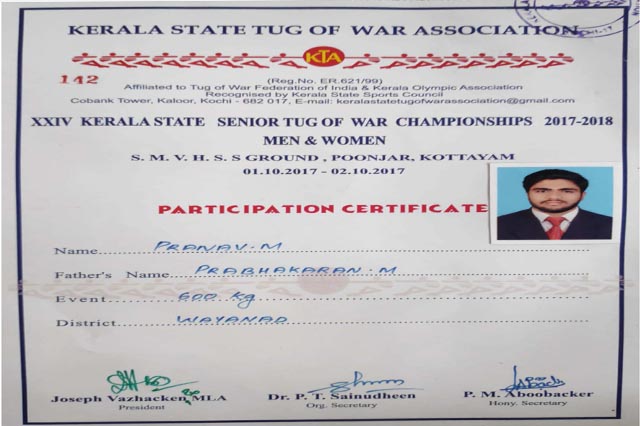 KERALA STATE TUG OF WAR ASSOCIATION
KTA
142
(Reg.No. ER.621/99)
Affiliated to Tug of War Federation of India & Kerala Olympic Association
Recognised by Kerala State Sports Council
Cobank Tower, Kaloor, Kochi - 682 017, E-mail: keralastatetugofwarassociation@gmail.com
XXIV KERALA STATE SENIOR TUG OF WAR CHAMPIONSHIPS 2017-2018
MEN & WOMEN
S. M. V. H. S. S GROUND , POONJAR, KOTTAYAM
01.10.2017 - 02.10.2017
PARTICIPATION CERTIFICATE
Name PRANAV.M
Father's Name PRABHAKARAN.M
Event 600 Kg
District WAYANAD
Joseph Vazhacken MLA Dr. P. T. Sainudheen P. M. Aboobacker
President Org. Secretary Hony. Secretary